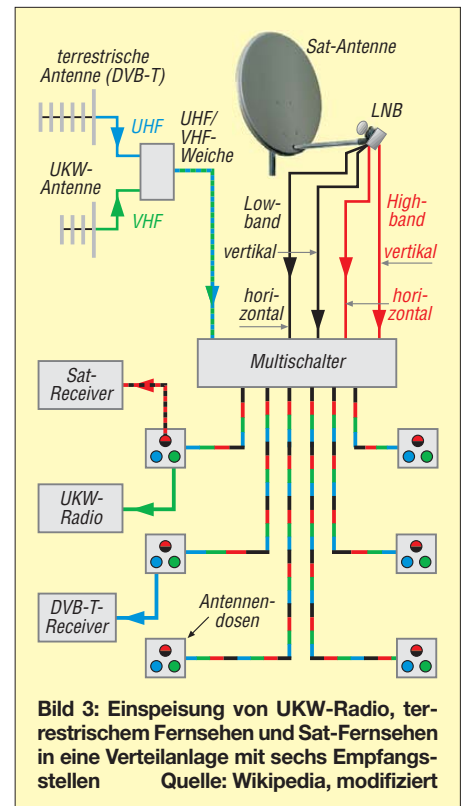 terrestrische
Antenne (DVB-T)
Sat-Antenne
UHF
UHF/
VHF-
Weiche
LNB
UKW-
Antenne
VHF
Low-
band
High-
band
vertikal
vertikal
hori-
zontal
hori-
zontal
Multischalter
Sat-
Receiver
UKW-
Radio
DVB-T-
Receiver
Antennen-
dosen
Bild 3: Einspeisung von UKW-Radio, ter-
restrischem Fernsehen und Sat-Fernsehen
in eine Verteilanlage mit sechs Empfangs-
stellen Quelle: Wikipedia, modifiziert